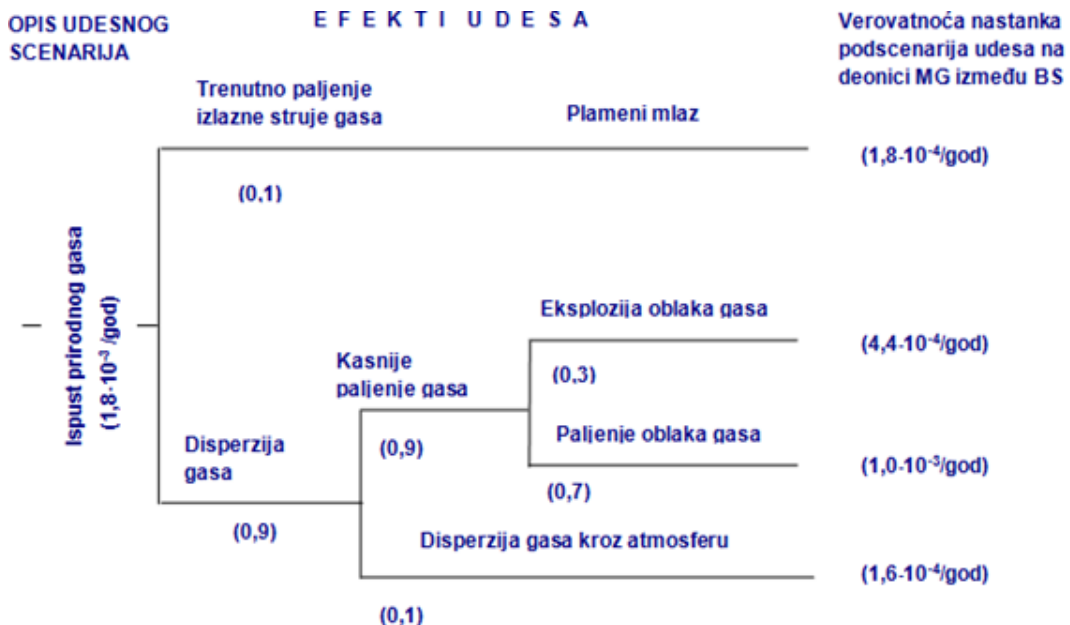 OPIS UDESNOG
SCENARIJA
E F E K T I U D E S A
Verovatnoća nastanka
podscenarija udesa na
deonici MG između BS
Trenutno paljenje
izlazne struje gasa
Plameni mlaz
(1,8-10⁻⁴/god)
(0,1)
Ispust prirodnog gasa
(1,8·10⁻³ /god)
Eksplozija oblaka gasa
(4,4-10⁻⁴/god)
Kasnije
paljenje gasa
(0,3)
Disperzija
gasa
(0,9)
Paljenje oblaka gasa
(1,0-10⁻³/god)
(0,7)
(0,9)
Disperzija gasa kroz atmosferu
(1,6-10⁻⁴/god)
(0,1)